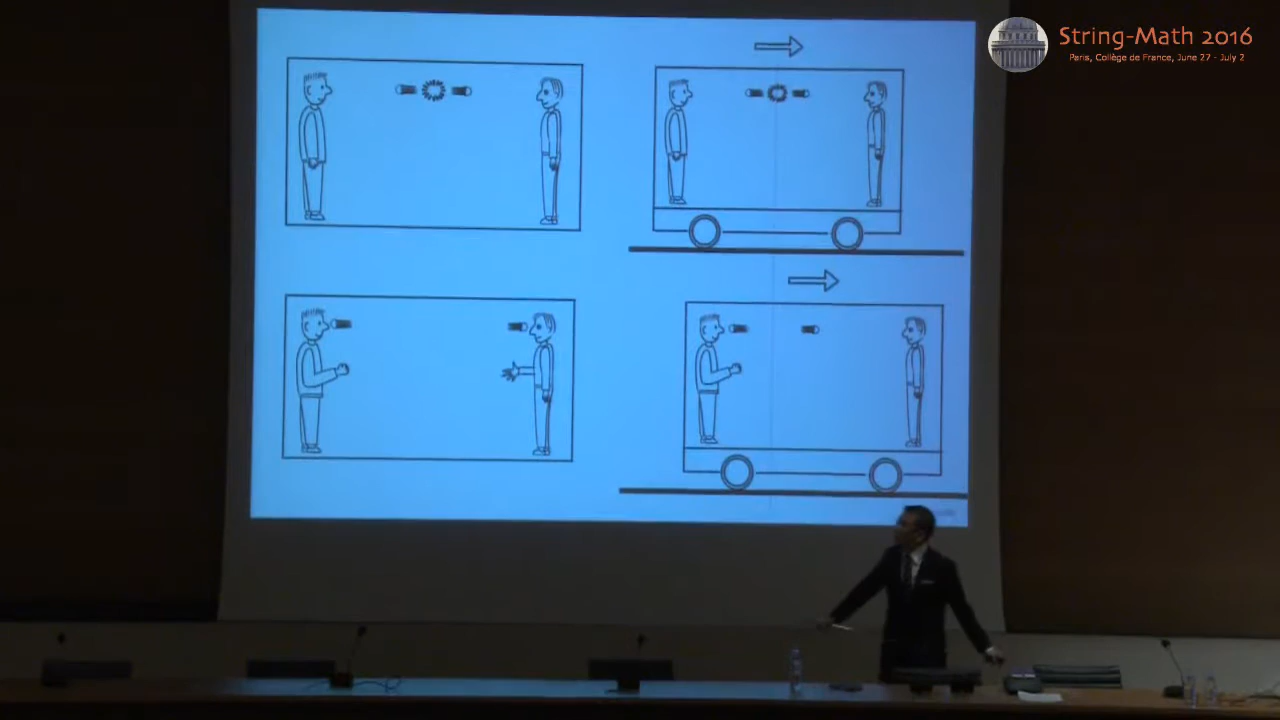 String-Math 2016
Paris, Collège de France, June 27 - July 2